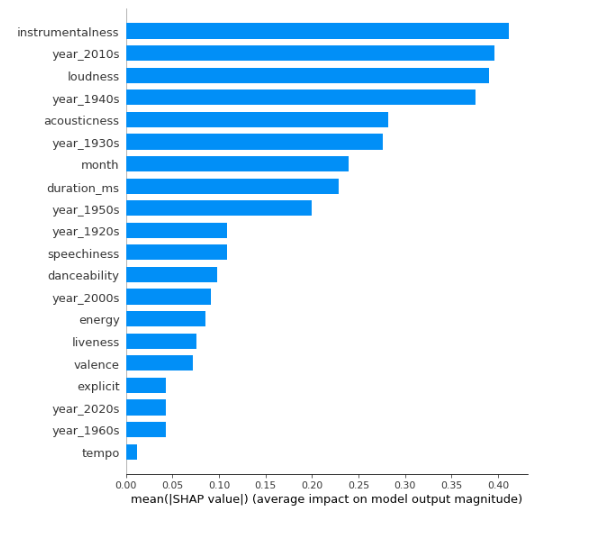 instrumentalness
year_2010s
loudness
year_1940s
acousticness
year_1930s
month
duration_ms
year_1950s
year_1920s
speechiness
danceability
year_2000s
energy
liveness
valence
explicit
year_2020s
year_1960s
tempo
0.00 0.05 0.10 0.15 0.20 0.25 0.30 0.35 0.40
mean(|SHAP value|) (average impact on model output magnitude)